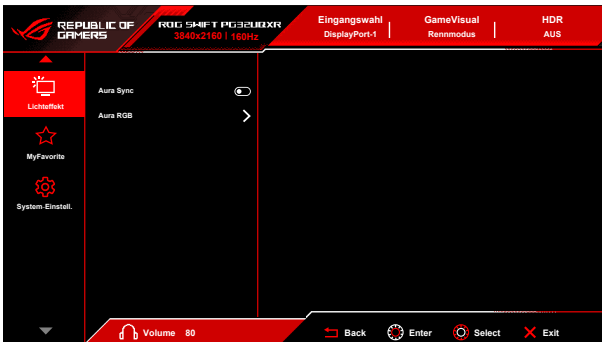 REPUBLIC OF
GAMERS
ROG SWIFT PG32UQXR
3840x2160 | 160Hz
Eingangswahl
DisplayPort-1
GameVisual
Rennmodus
HDR
AUS
Lichteffekt
MyFavorite
System-Einstell.
Aura Sync
Aura RGB
Volume 80
Back
Enter
Select
Exit